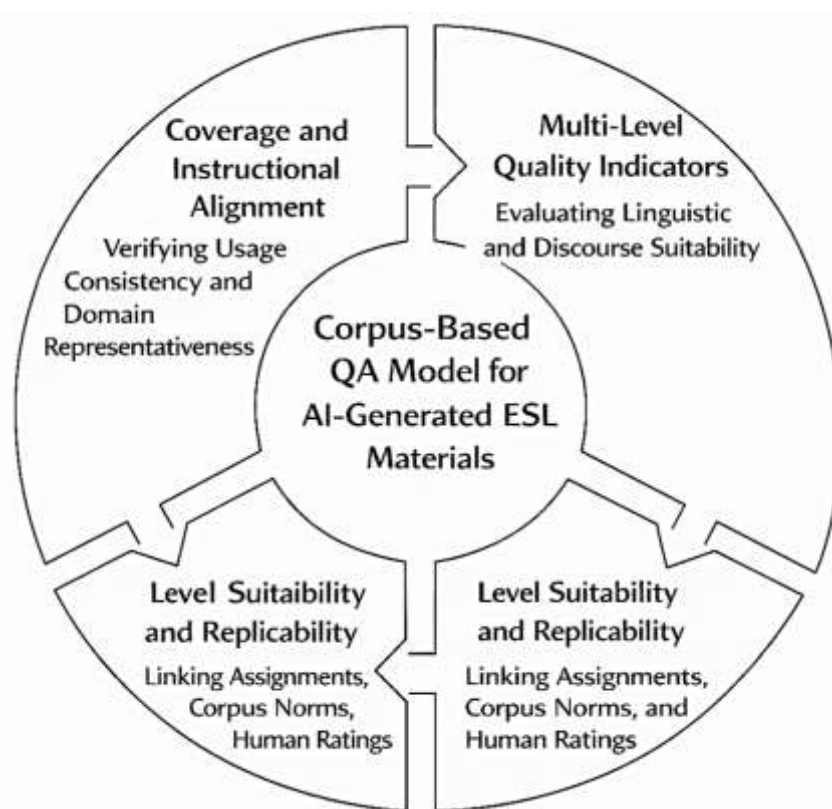 Coverage and
Instructional
Alignment
Verifying Usage
Consistency and
Domain
Representativeness
Multi-Level
Quality Indicators
Evaluating Linguistic
and Discourse Suitability
Corpus-Based
QA Model for
AI-Generated ESL
Materials
Level Suitaibility
and Replicability
Linking Assignments,
Corpus Norms,
Human Ratings
Level Suitability
and Replicability
Linking Assignments,
Corpus Norms, and
Human Ratings